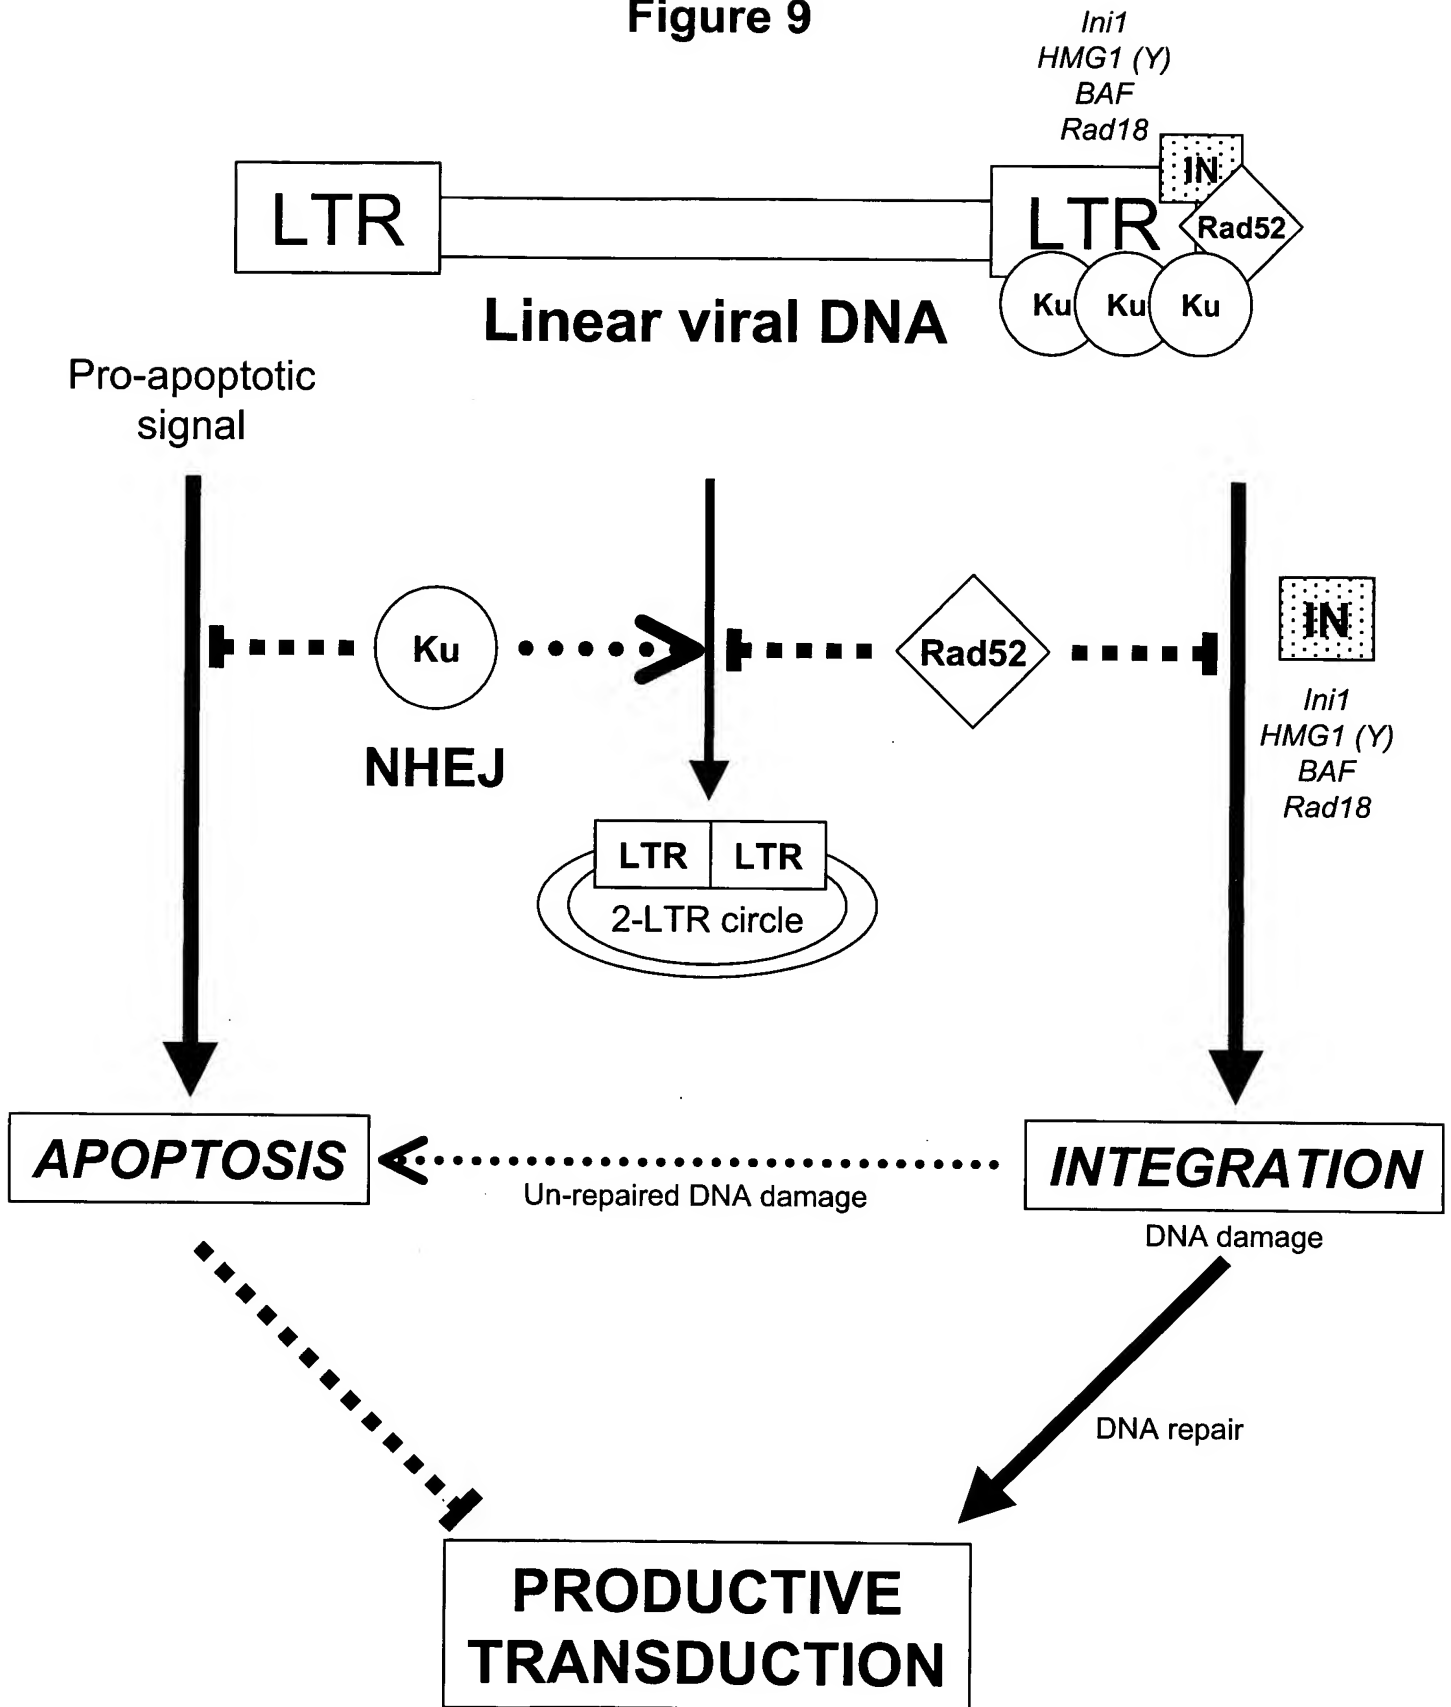 Figure 9
Ini1
HMG1 (Y)
BAF
Rad18
IN
LTR
LTR
Rad52
Ku
Ku
Ku
Linear viral DNA
Pro-apoptotic
signal
Ku
Rad52
IN
NHEJ
Ini1
HMG1 (Y)
BAF
Rad18
LTR
LTR
2-LTR circle
APOPTOSIS
INTEGRATION
Un-repaired DNA damage
DNA damage
DNA repair
PRODUCTIVE
TRANSDUCTION